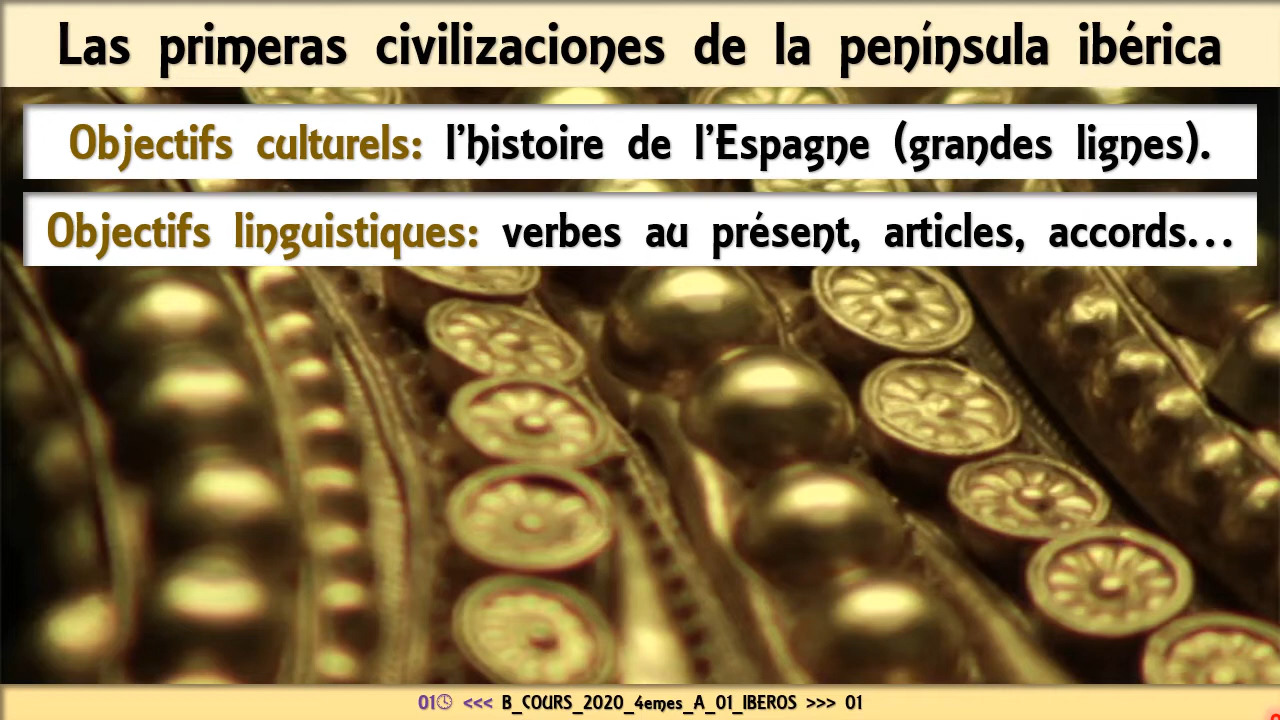 Las primeras civilizaciones de la península ibérica
Objectifs culturels: l’histoire de l’Espagne (grandes lignes).
Objectifs linguistiques: verbes au présent, articles, accords…
01🕓 <<< B_COURS_2020_4emes_A_01_IBEROS >>> 01